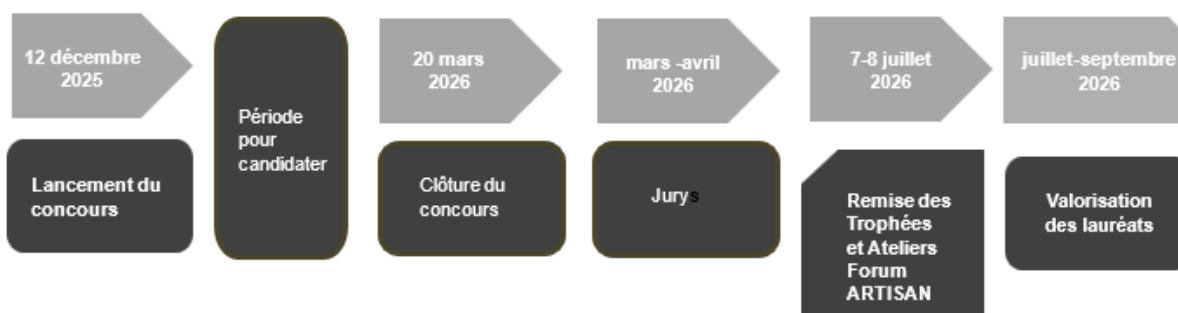 12 décembre
2025
Période
pour
candidater
20 mars
2026
mars -avril
2026
7-8 juillet
2026
juillet-septembre
2026
Lancement du
concours
Clôture du
concours
Jurys
Remise des
Trophées
et Ateliers
Forum
ARTISAN
Valorisation
des lauréats